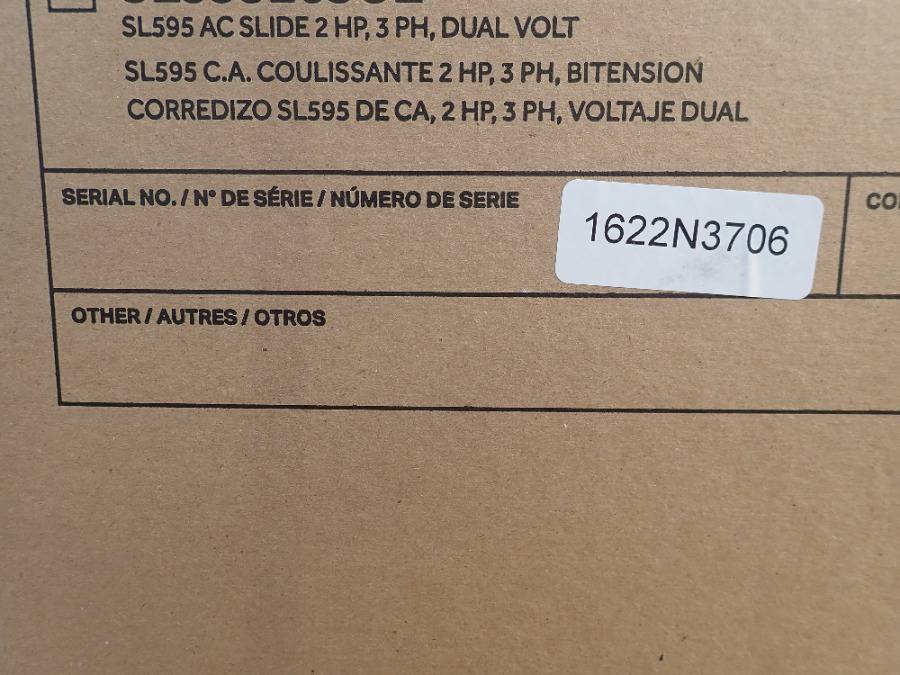 SL595 AC SLIDE 2 HP, 3 PH, DUAL VOLT
SL595 C.A. COULISSANTE 2 HP, 3 PH, BITENSION
CORREDIZO SL595 DE CA, 2 HP, 3 PH, VOLTAJE DUAL
SERIAL NO. / Nº DE SÉRIE / NÚMERO DE SERIE
1622N3706
OTHER / AUTRES / OTROS